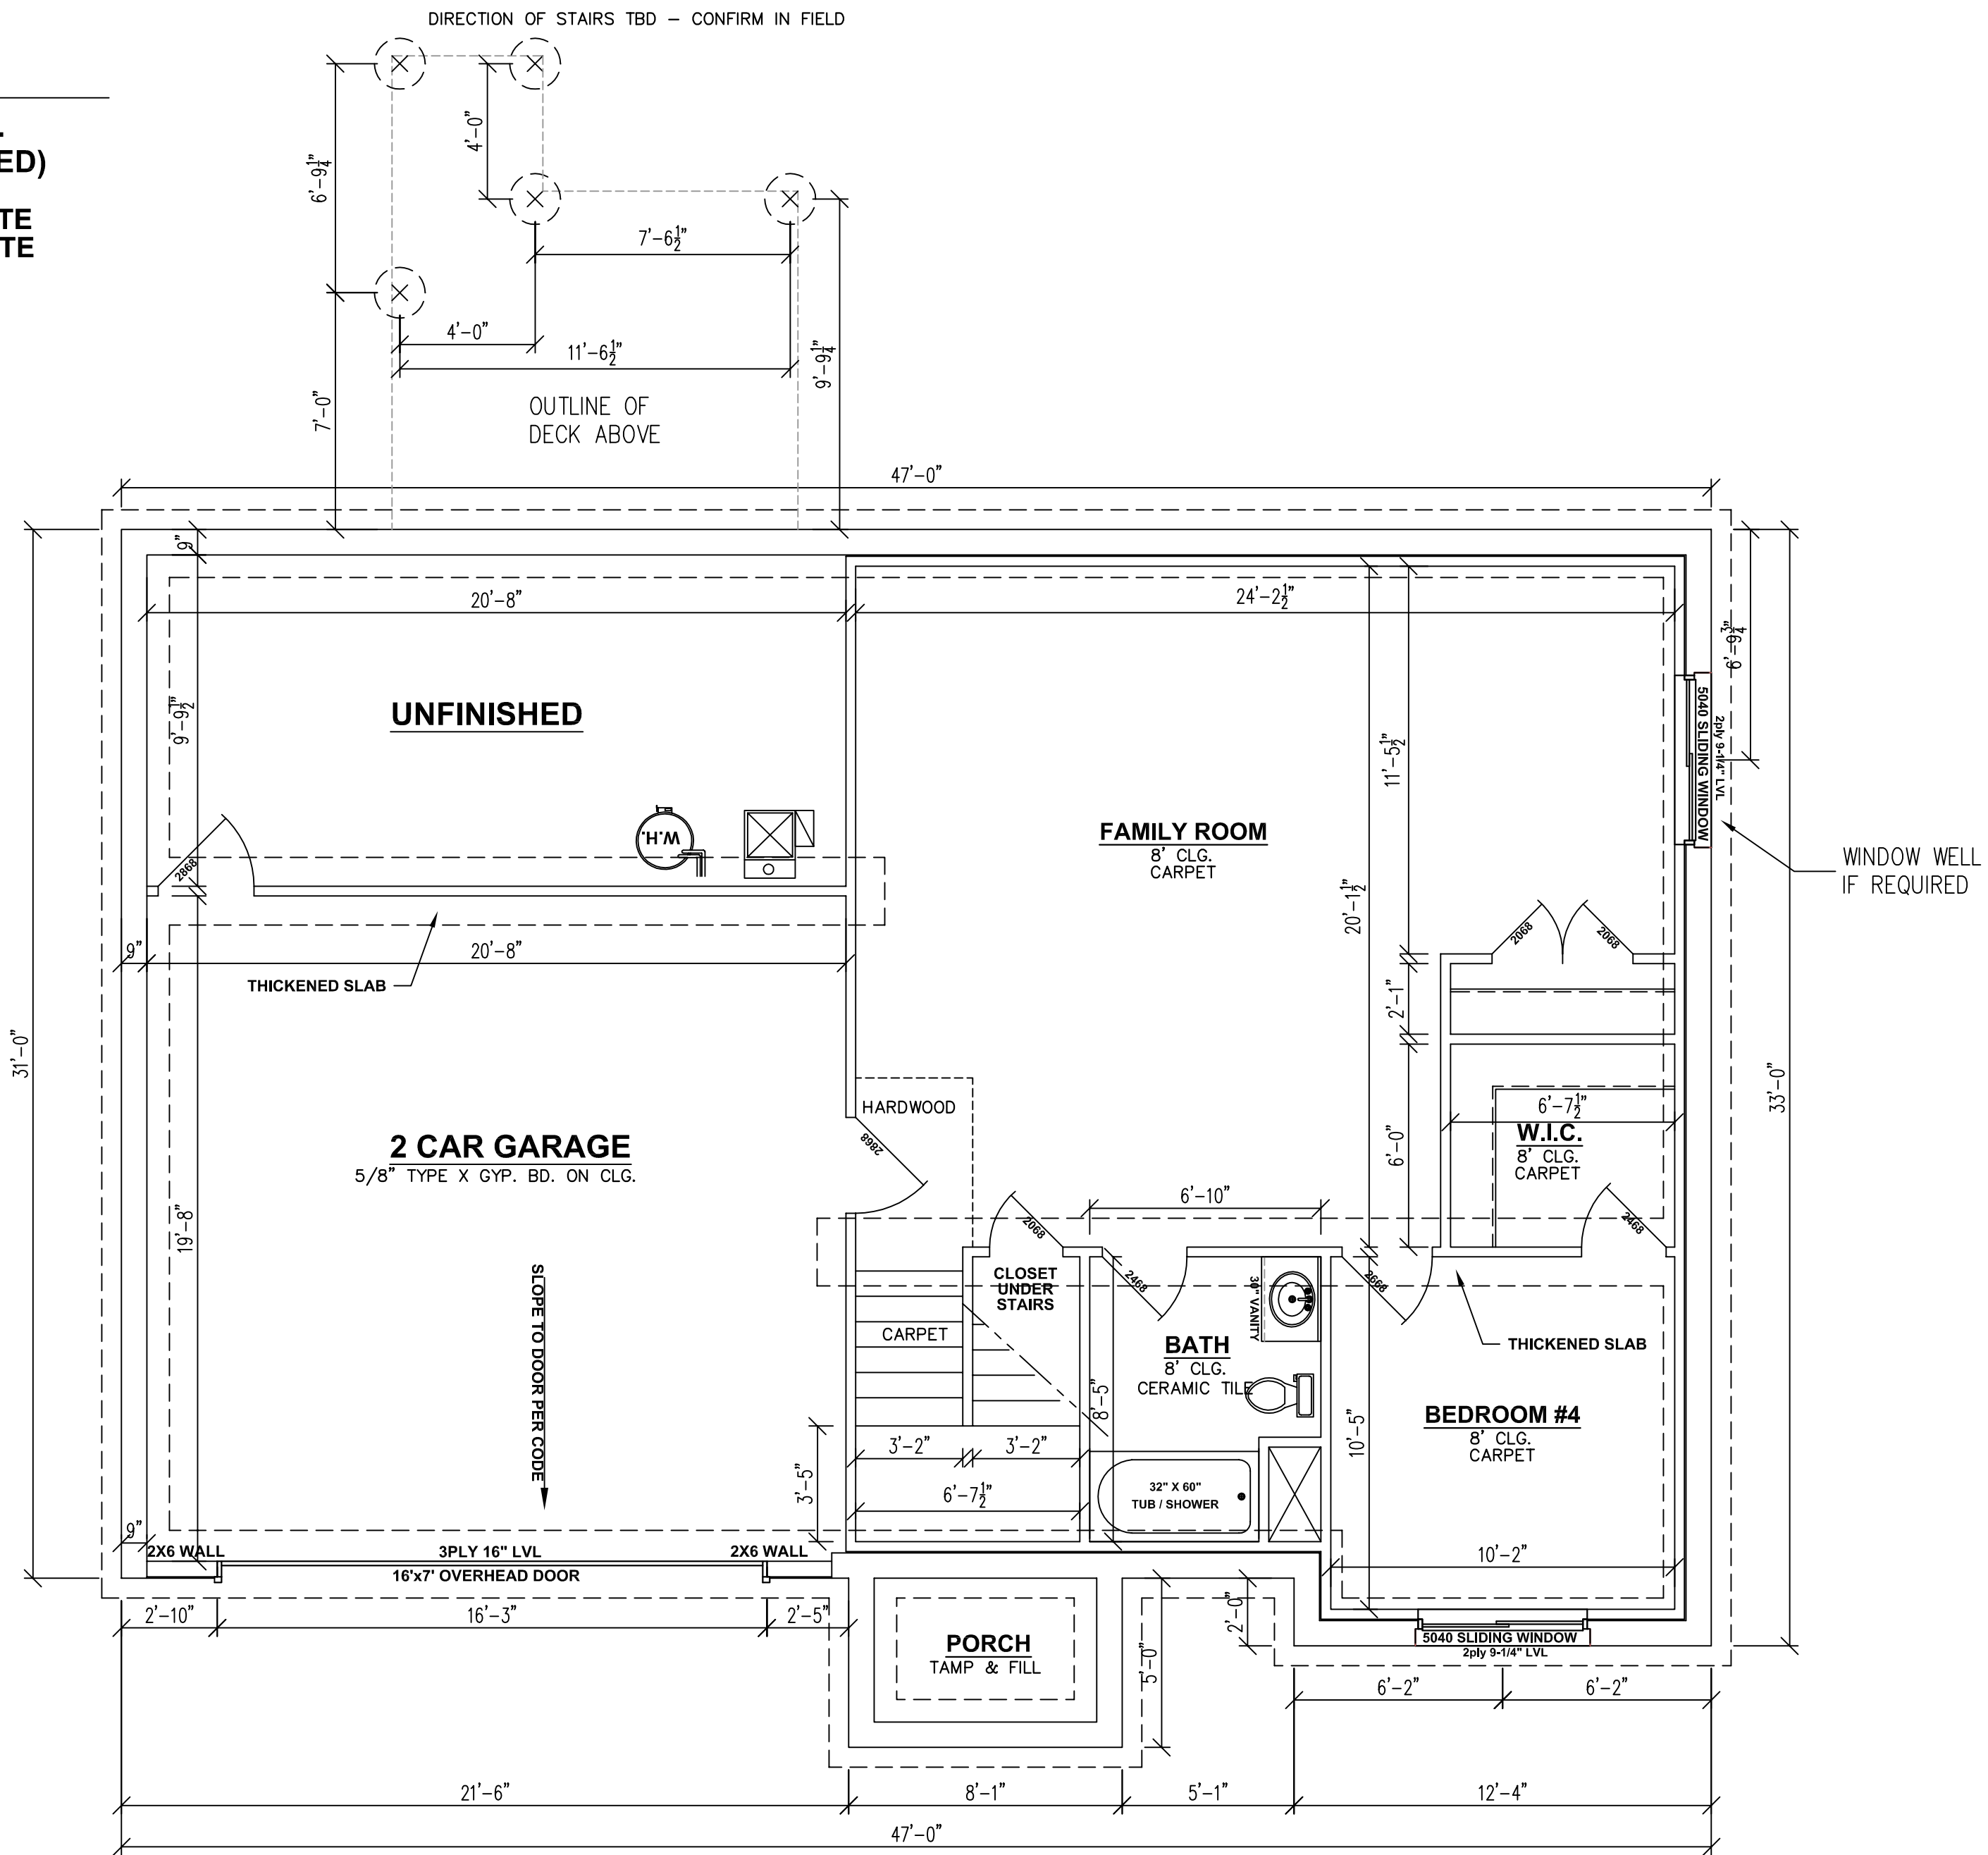 DIRECTION OF STAIRS TBD – CONFIRM IN FIELD
ED)
TE
TE
6'–9¼"
4'–0"
7'–6½"
4'–0"
11'–6½"
9'–9¼"
7'–0"
OUTLINE OF
DECK ABOVE
47'–0"
9"
20'–8"
24'–2½"
6'–9¾"
UNFINISHED
9'–9½"
5040 SLIDING WINDOW
2ply 9-1/4" LVL
11'–5½"
W.H.
FAMILY ROOM
8' CLG.
CARPET
WINDOW WELL
IF REQUIRED
2868
20'–1½"
2068
2068
9"
20'–8"
THICKENED SLAB
2'–1"
31'–0"
33'–0"
HARDWOOD
6'–7½"
2 CAR GARAGE
5/8" TYPE X GYP. BD. ON CLG.
2868
6'–0"
W.I.C.
8' CLG.
CARPET
6'–10"
19'–8"
2068
2468
SLOPE TO DOOR PER CODE
CLOSET
UNDER
STAIRS
2468
30" VANITY
2668
CARPET
BATH
8' CLG.
CERAMIC TILE
THICKENED SLAB
8'–5"
10'–5"
BEDROOM #4
8' CLG.
CARPET
3'–2"
3'–2"
3'–5"
6'–7½"
32" X 60"
TUB / SHOWER
9"
2X6 WALL
3PLY 16" LVL
2X6 WALL
16'x7' OVERHEAD DOOR
10'–2"
2'–10"
16'–3"
2'–5"
2'–0"
PORCH
TAMP & FILL
5'–0"
5040 SLIDING WINDOW
2ply 9-1/4" LVL
6'–2"
6'–2"
21'–6"
8'–1"
5'–1"
12'–4"
47'–0"